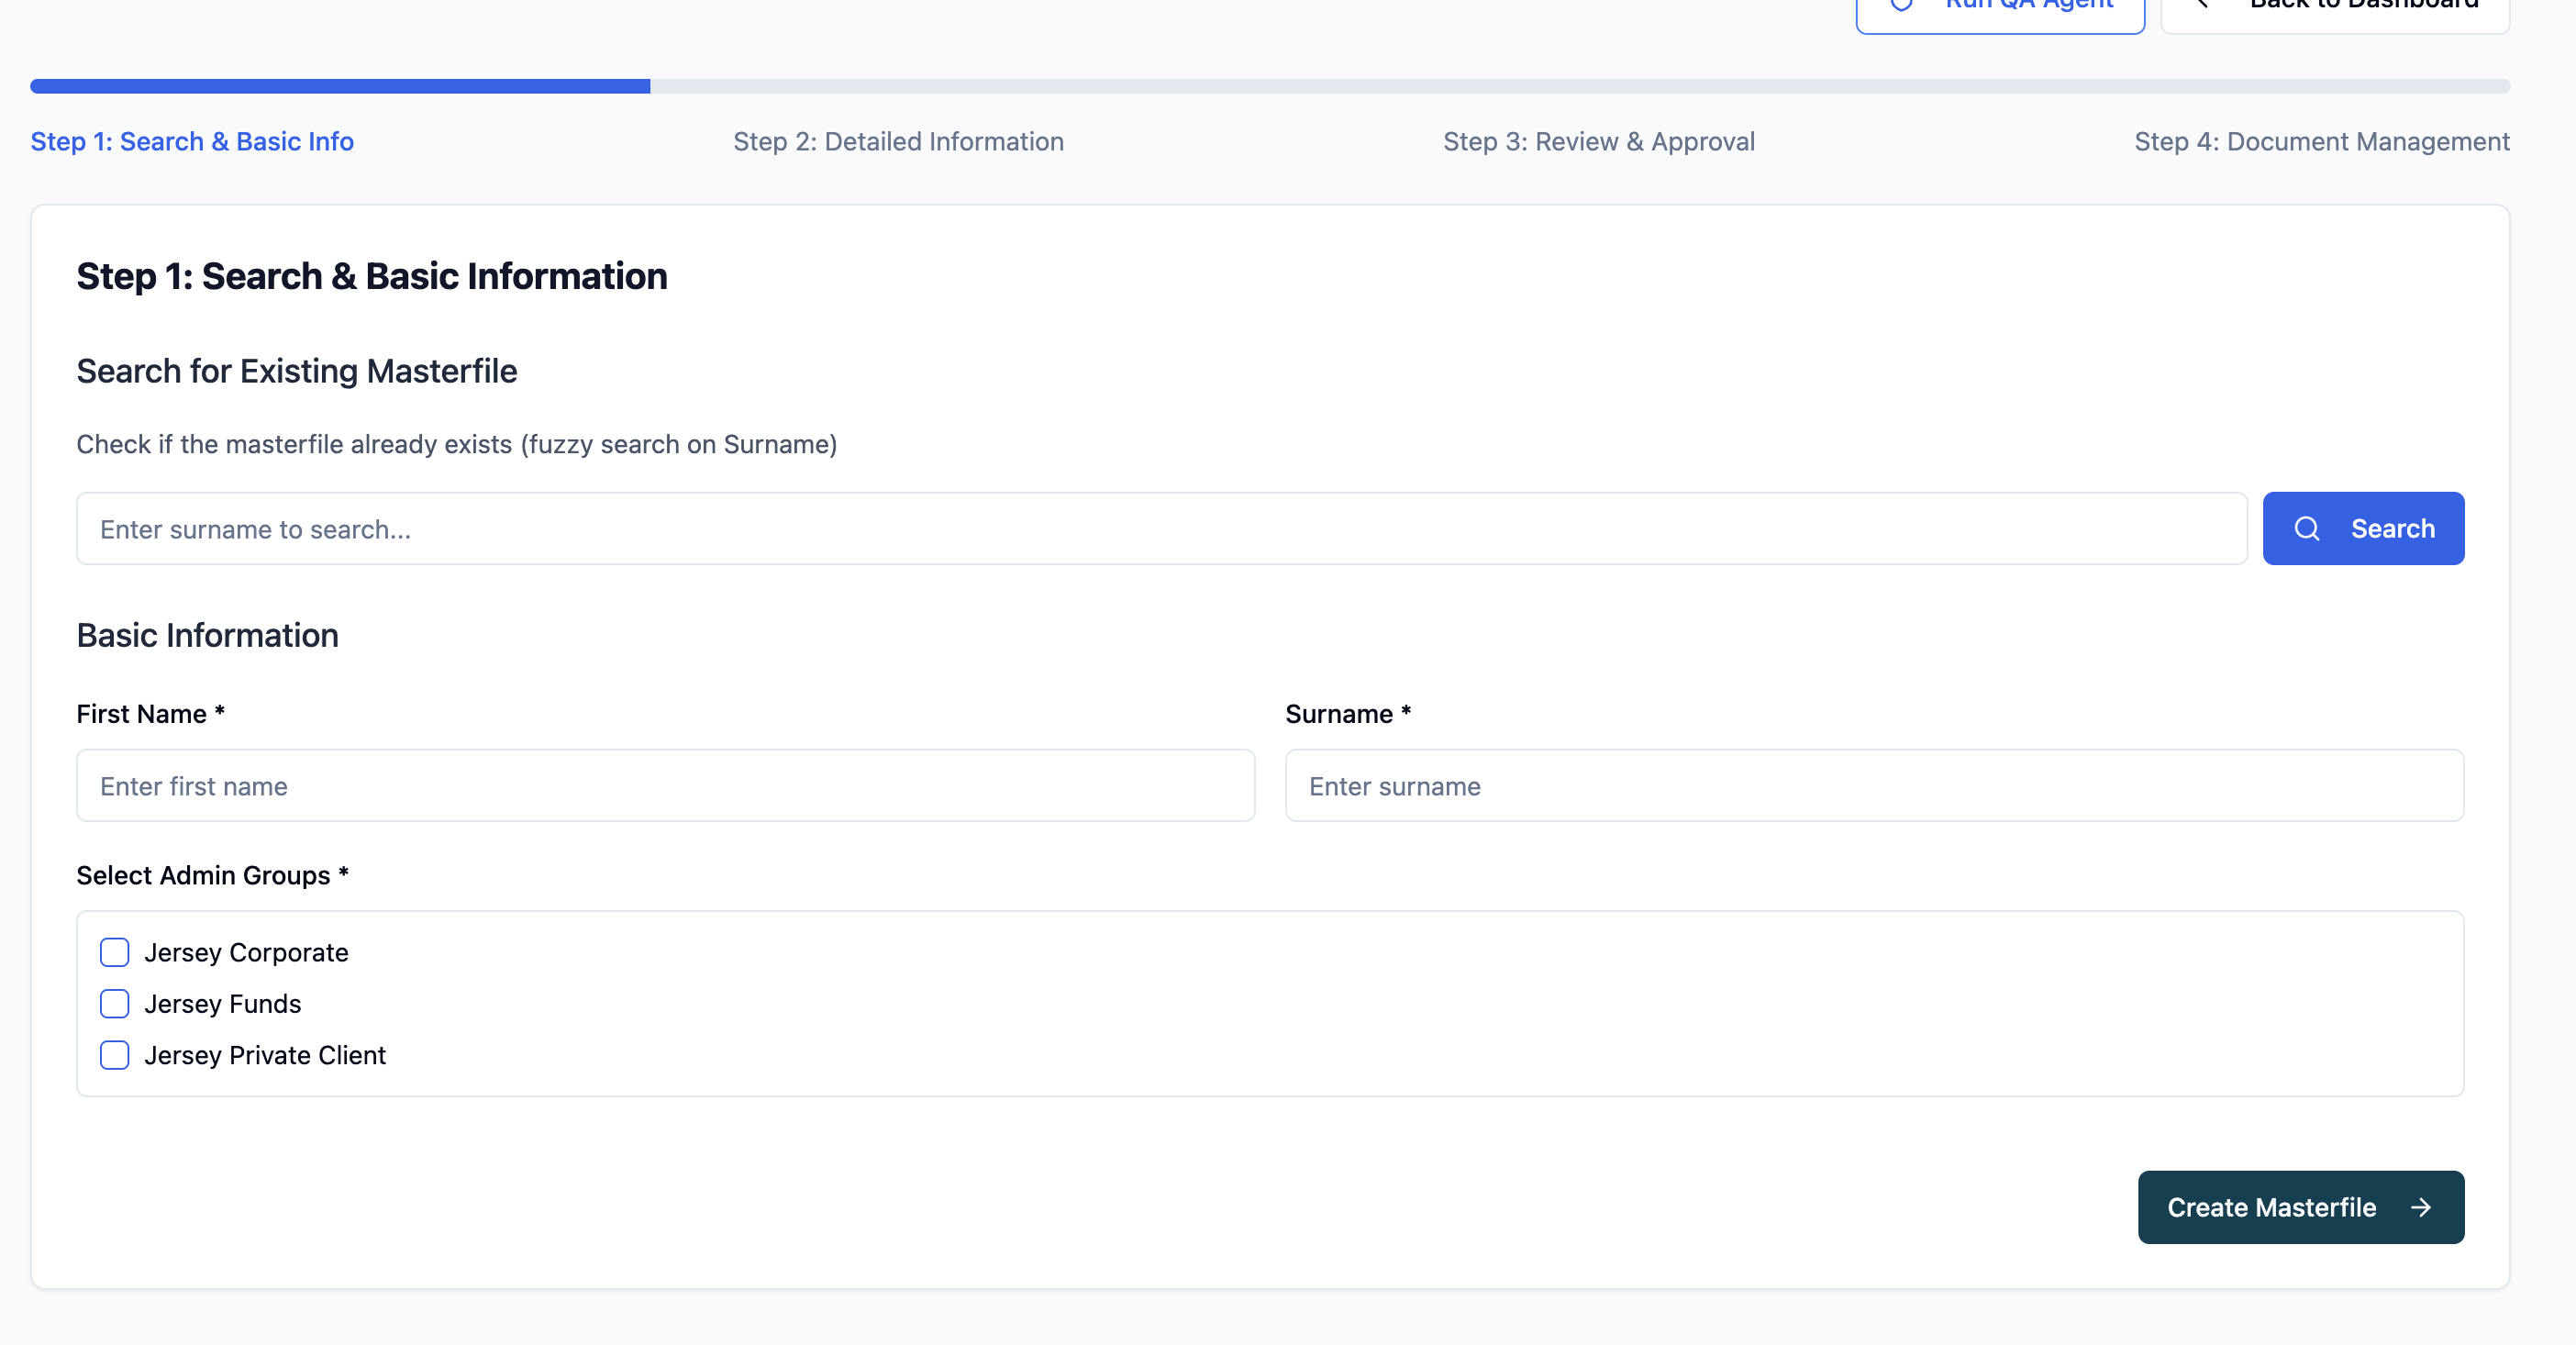 Run QA Agent
Back to Dashboard
Step 1: Search & Basic Info
Step 2: Detailed Information
Step 3: Review & Approval
Step 4: Document Management
Step 1: Search & Basic Information
Search for Existing Masterfile
Check if the masterfile already exists (fuzzy search on Surname)
Enter surname to search...
Search
Basic Information
First Name *
Surname *
Enter first name
Enter surname
Select Admin Groups *
Jersey Corporate
Jersey Funds
Jersey Private Client
Create Masterfile